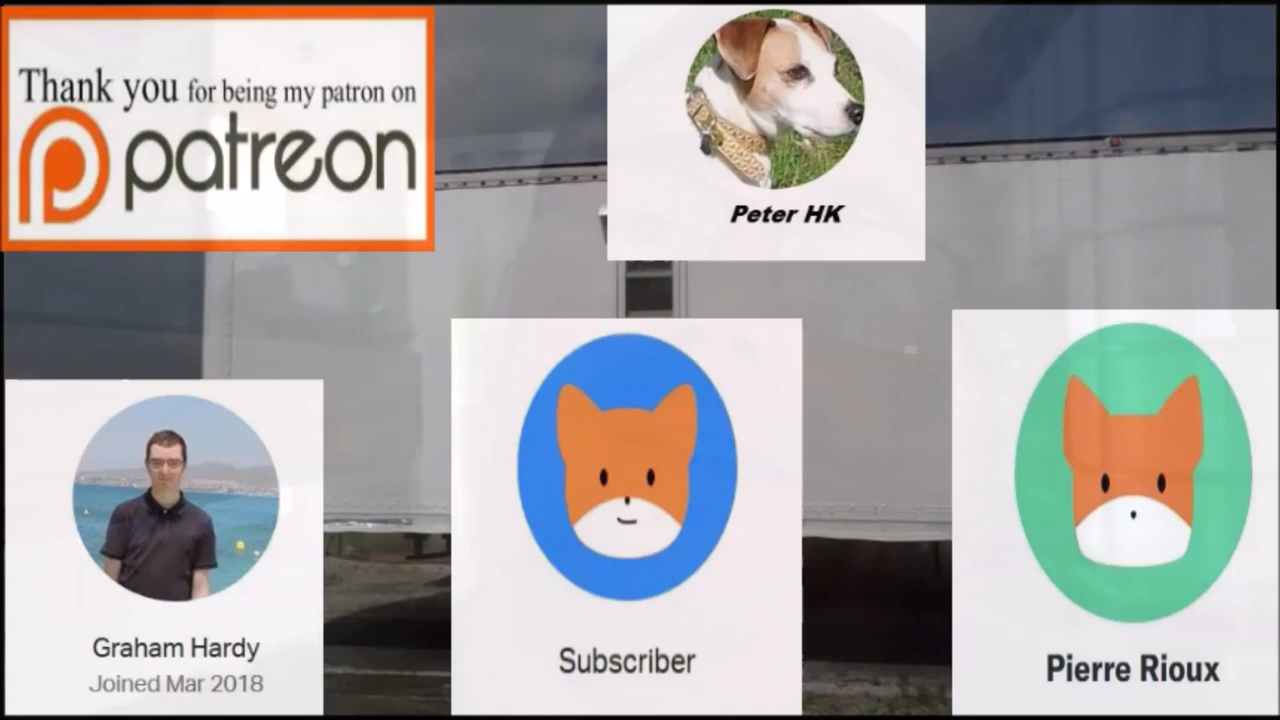 Thank you for being my patron on
patreon
Peter HK
Graham Hardy
Joined Mar 2018
Subscriber
Pierre Rioux